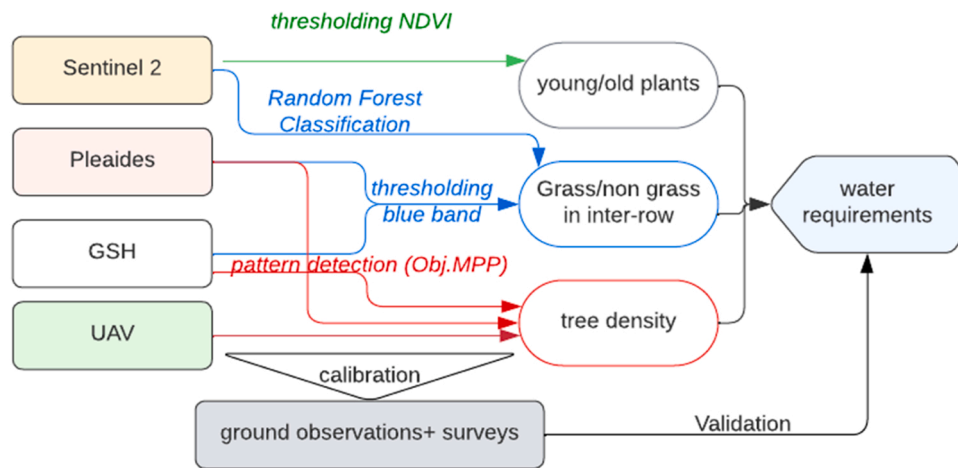 thresholding NDVI
Sentinel 2
young/old plants
Random Forest
Classification
Pleaides
thresholding
blue band
Grass/non grass
in inter-row
water
requirements
GSH
pattern detection (Obj.MPP)
UAV
tree density
calibration
ground observations+ surveys
Validation